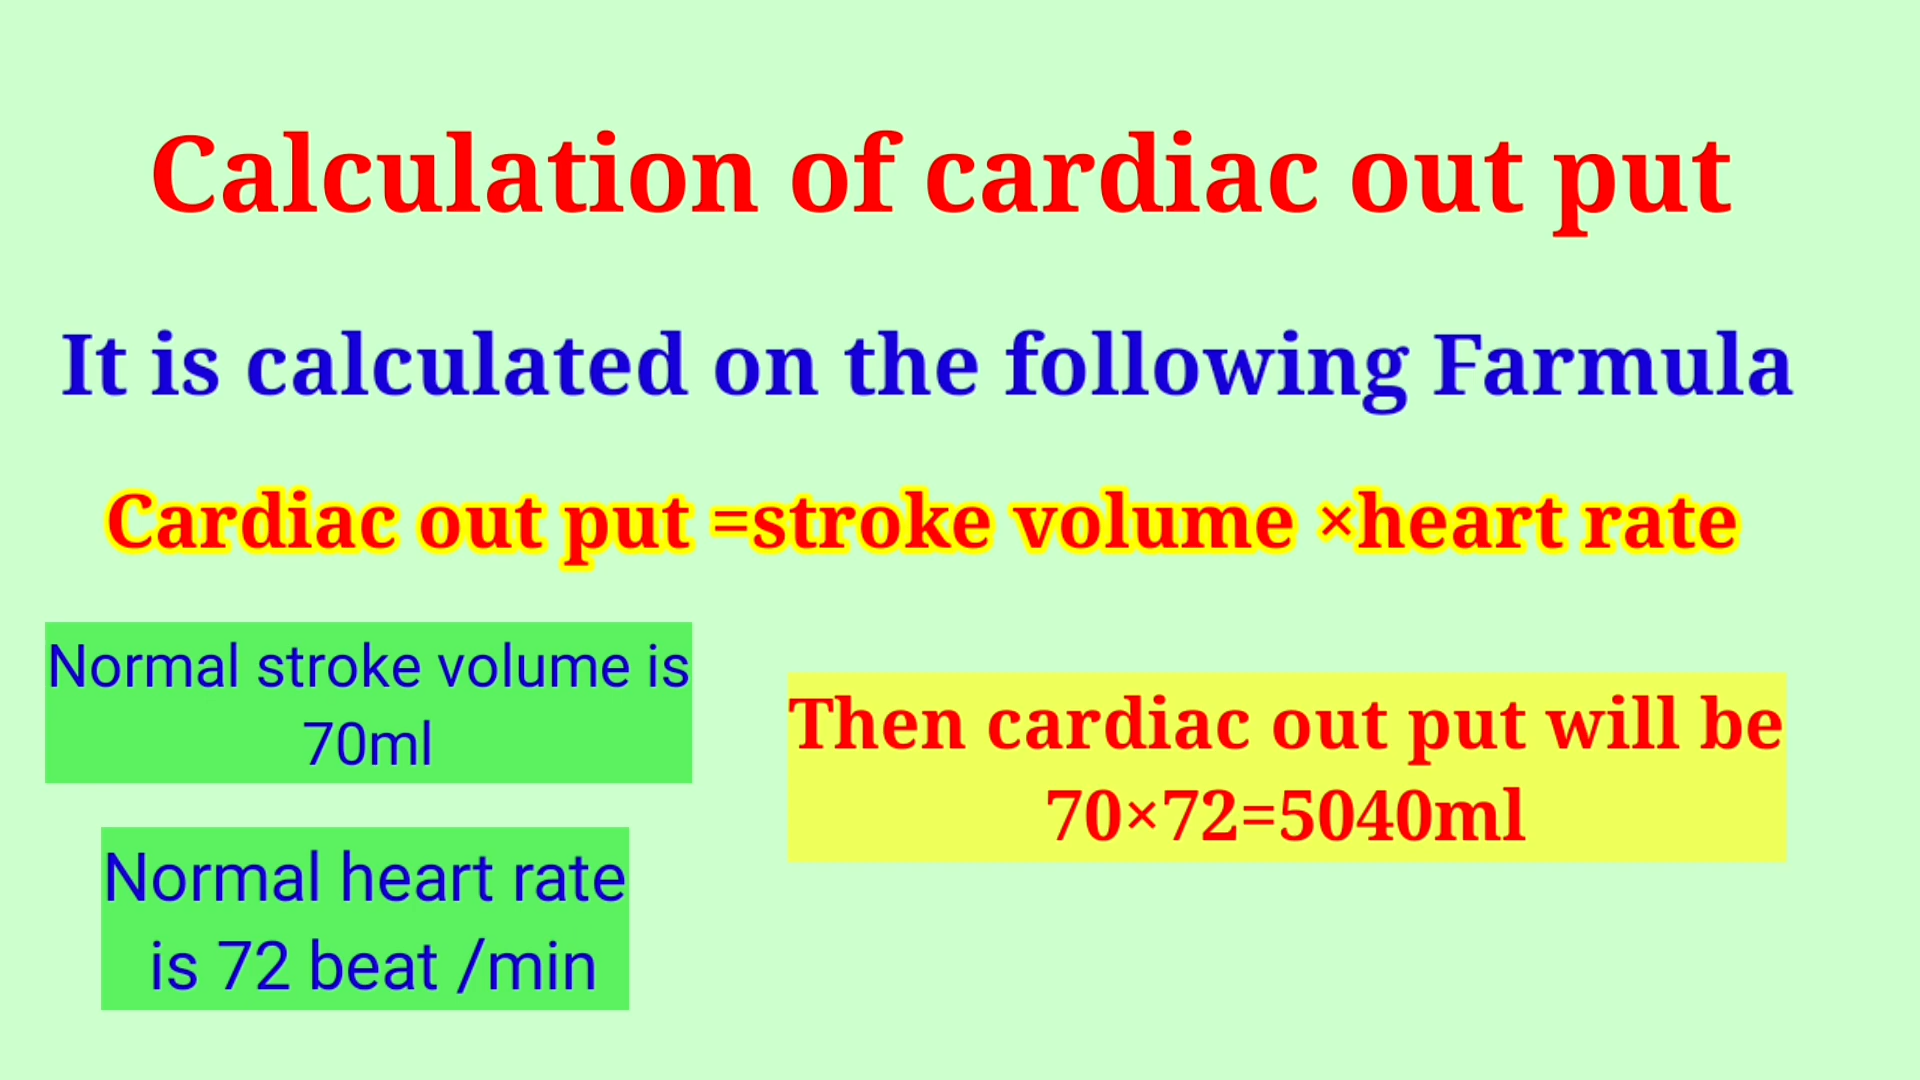 Calculation of cardiac out put
It is calculated on the following Farmula
Cardiac out put =stroke volume ×heart rate
Normal stroke volume is
70ml
Then cardiac out put will be
70×72=5040ml
Normal heart rate
is 72 beat /min